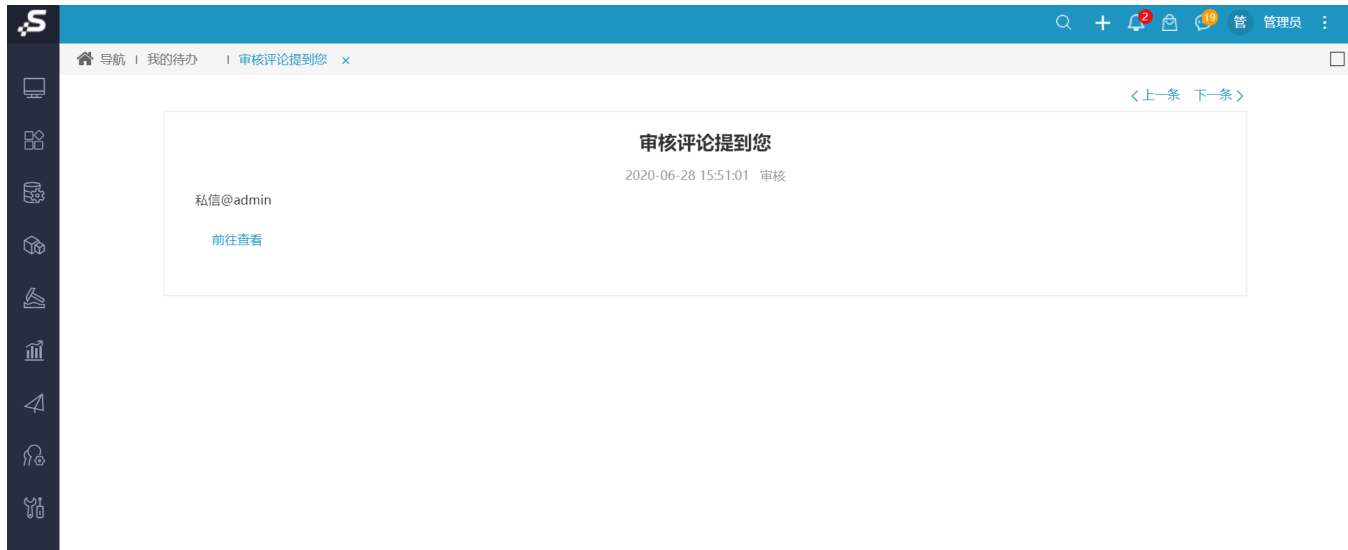 S
2 19 管 管理员
导航 我的待办 审核评论提到您 ×
<上一条 下一条>
审核评论提到您
2020-06-28 15:51:01 审核
私信@admin
前往查看